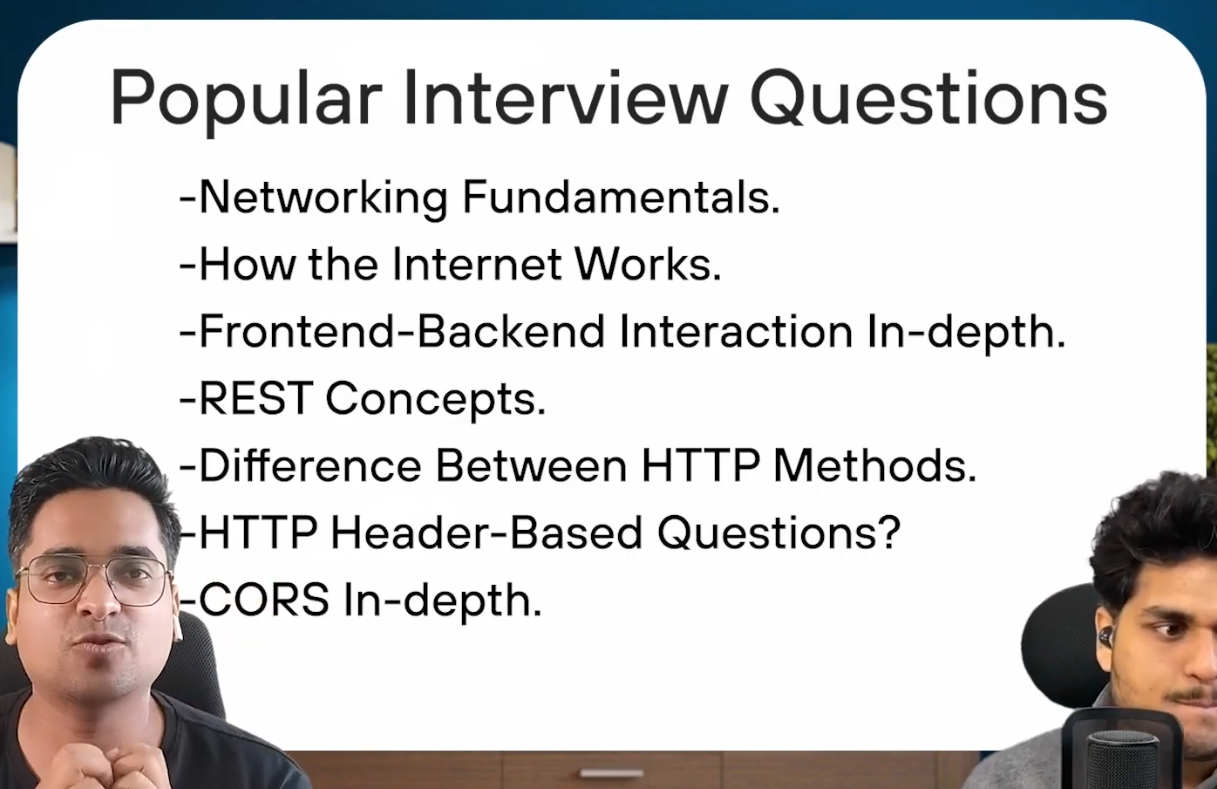 Popular Interview Questions
-Networking Fundamentals.
-How the Internet Works.
-Frontend-Backend Interaction In-depth.
-REST Concepts.
-Difference Between HTTP Methods.
-HTTP Header-Based Questions?
-CORS In-depth.